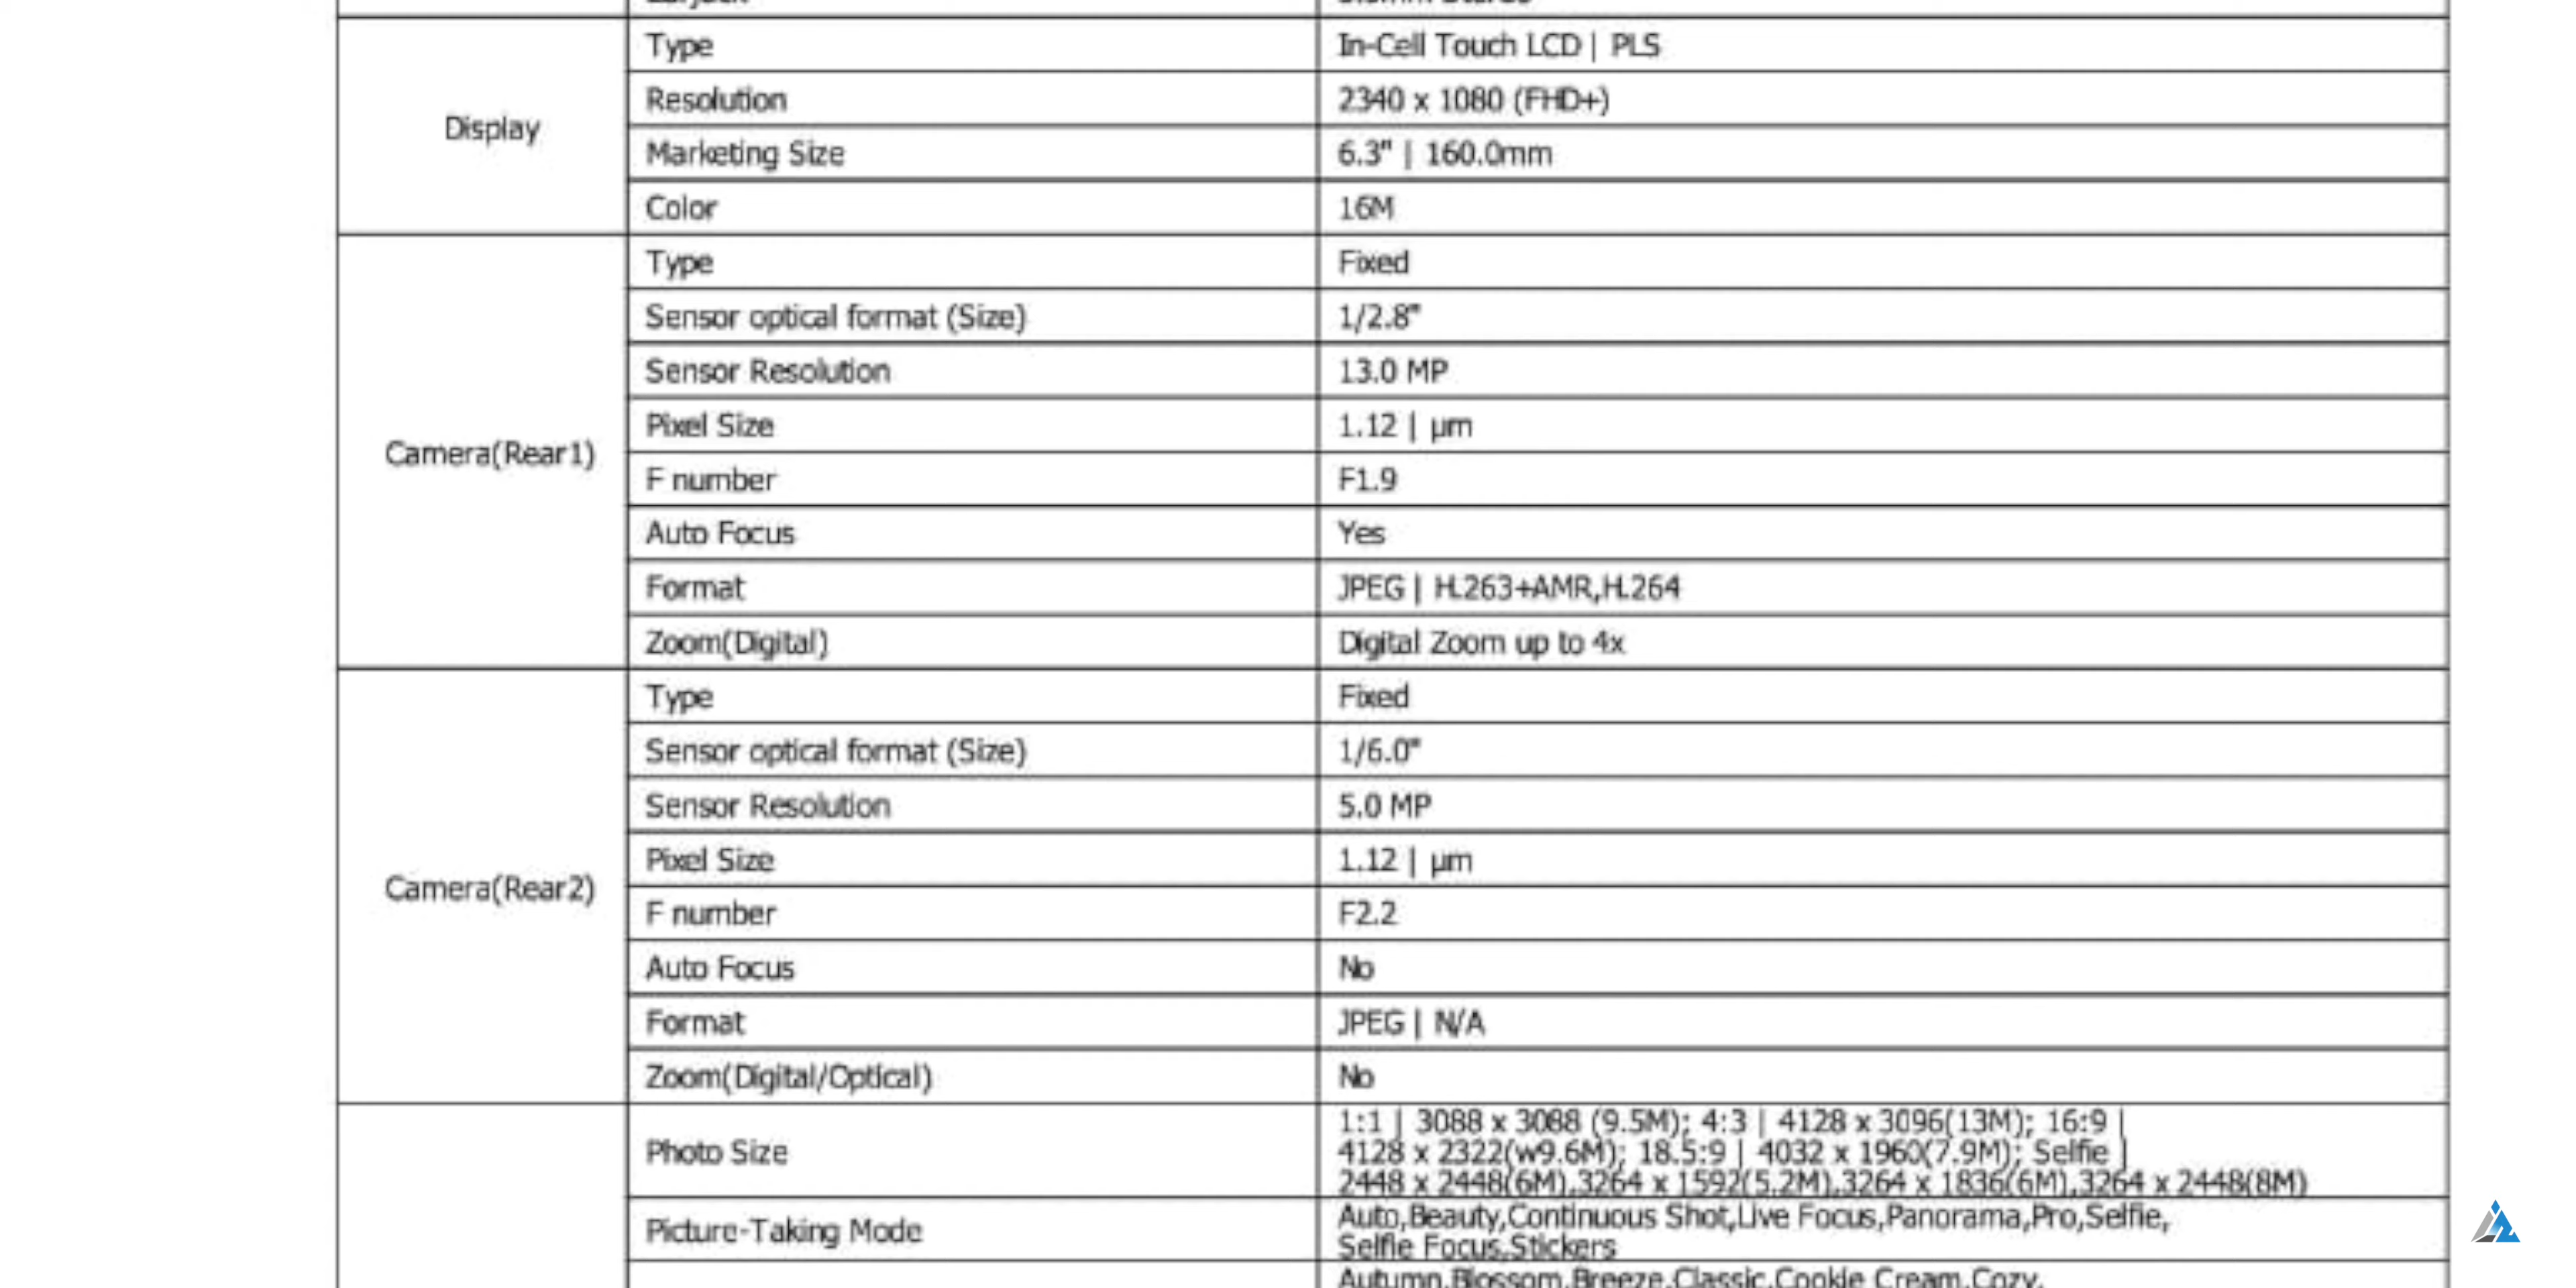 Display
Type
In-Cell Touch LCD | PLS
Resolution
2340 x 1080 (FHD+)
Marketing Size
6.3" | 160.0mm
Color
16M
Camera(Rear1)
Type
Fixed
Sensor optical format (Size)
1/2.8"
Sensor Resolution
13.0 MP
Pixel Size
1.12 | µm
F number
F1.9
Auto Focus
Yes
Format
JPEG | H.263+AMR,H.264
Zoom(Digital)
Digital Zoom up to 4x
Camera(Rear2)
Type
Fixed
Sensor optical format (Size)
1/6.0"
Sensor Resolution
5.0 MP
Pixel Size
1.12 | µm
F number
F2.2
Auto Focus
No
Format
JPEG | N/A
Zoom(Digital/Optical)
No
Photo Size
1:1 | 3088 x 3088 (9.5M); 4:3 | 4128 x 3096(13M); 16:9 |
4128 x 2322(w9.6M); 18.5:9 | 4032 x 1960(7.9M); Selfie |
2448 x 2448(6M),3264 x 1592(5.2M),3264 x 1836(6M),3264 x 2448(8M)
Picture-Taking Mode
Auto,Beauty,Continuous Shot,Live Focus,Panorama,Pro,Selfie,
Selfie Focus,Stickers
Autumn,Blossom,Breeze,Classic,Cookie Cream,Cozy,